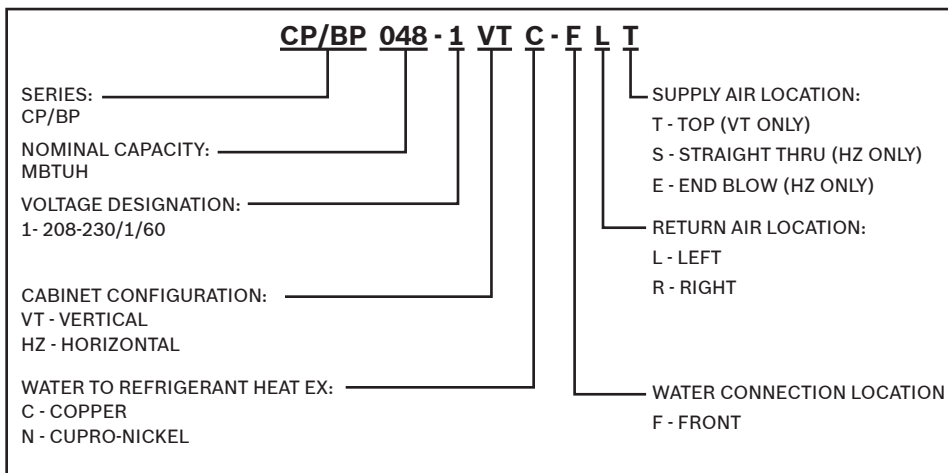 CP/BP 048 - 1 VT C - F L T
SERIES:
CP/BP
NOMINAL CAPACITY:
MBTUH
VOLTAGE DESIGNATION:
1- 208-230/1/60
CABINET CONFIGURATION:
VT - VERTICAL
HZ - HORIZONTAL
WATER TO REFRIGERANT HEAT EX:
C - COPPER
N - CUPRO-NICKEL
SUPPLY AIR LOCATION:
T - TOP (VT ONLY)
S - STRAIGHT THRU (HZ ONLY)
E - END BLOW (HZ ONLY)
RETURN AIR LOCATION:
L - LEFT
R - RIGHT
WATER CONNECTION LOCATION
F - FRONT